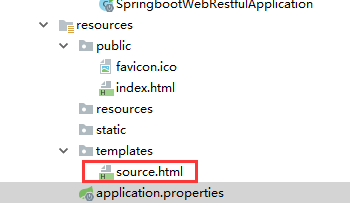 SpringbootWebRestfulApplication
resources
public
favicon.ico
index.html
resources
static
templates
source.html
application.properties